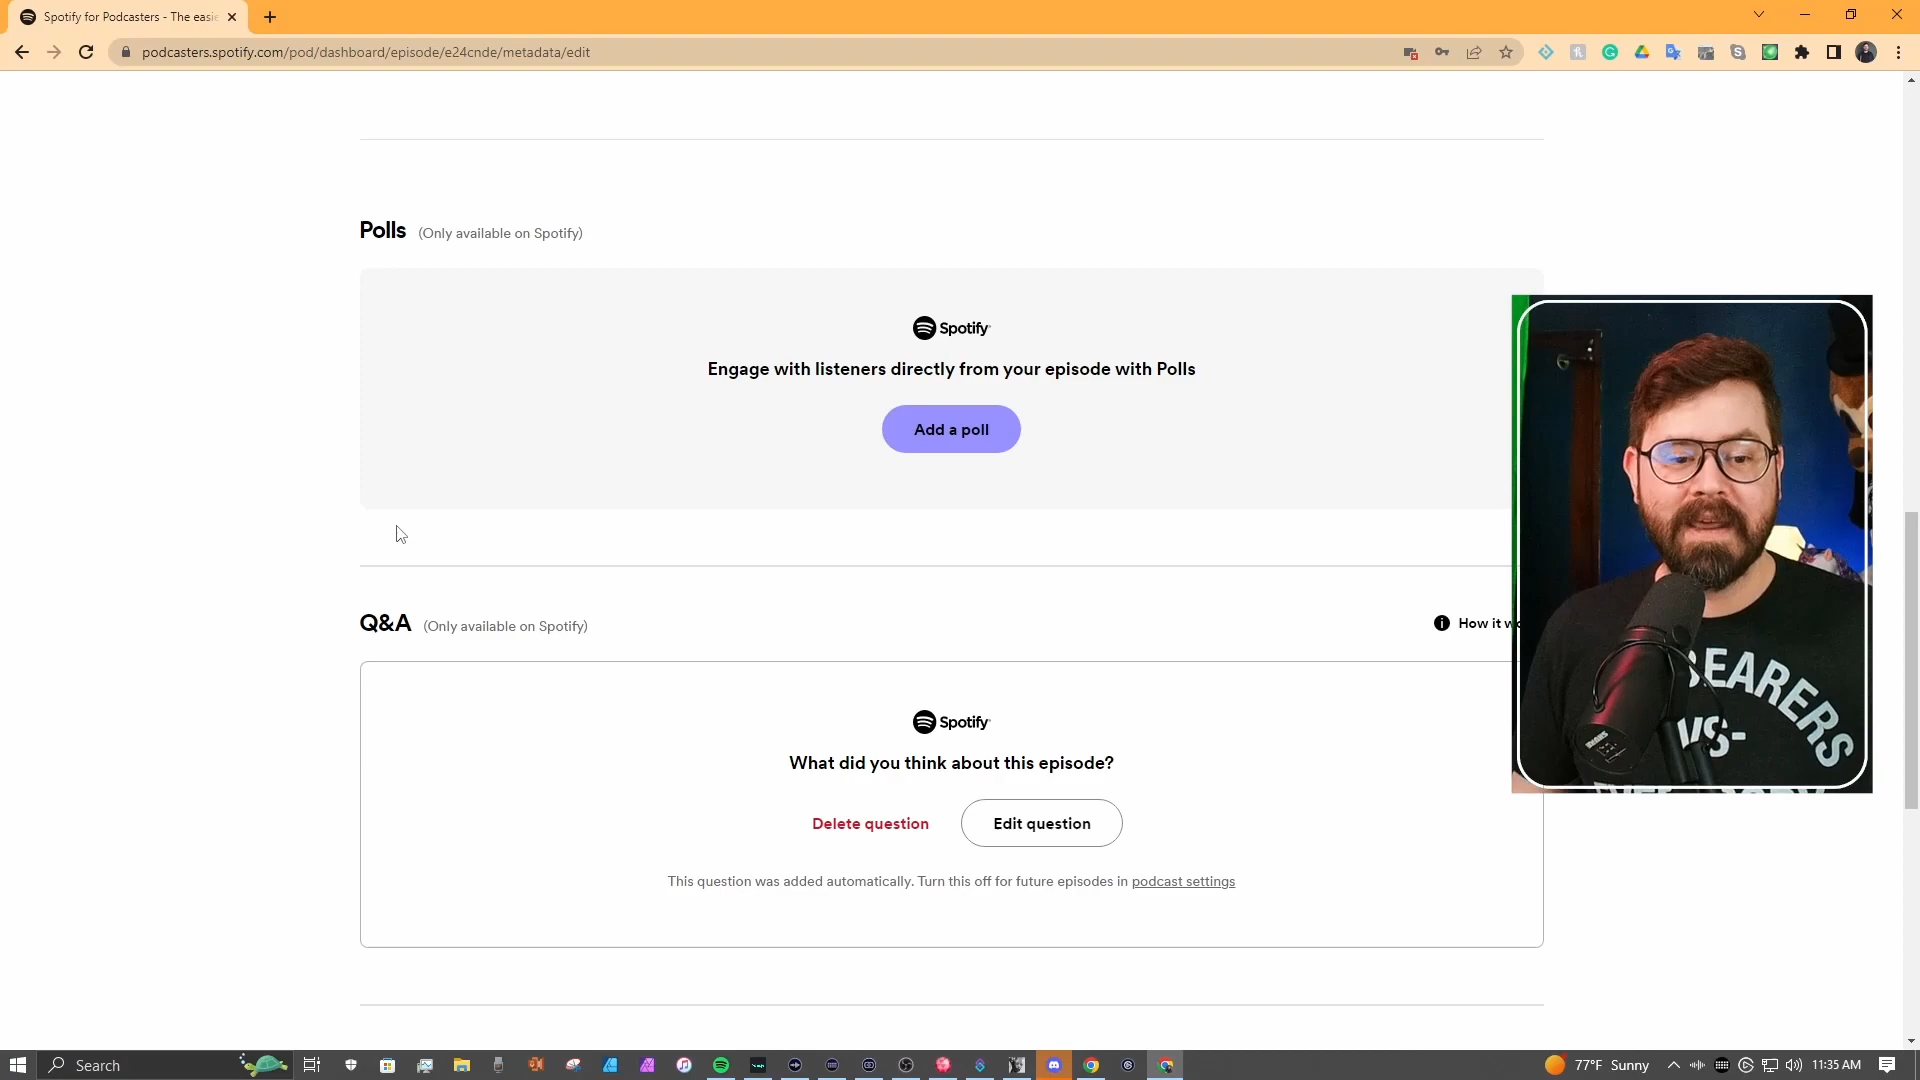 Spotify for Podcasters - The easie
podcasters.spotify.com/pod/dashboard/episode/e24cnde/metadata/edit
Polls (Only available on Spotify)
Spotify
Engage with listeners directly from your episode with Polls
Add a poll
Q&A (Only available on Spotify)
How it wo
Spotify
What did you think about this episode?
Delete question
Edit question
This question was added automatically. Turn this off for future episodes in podcast settings
BEARERS
-VS-
Search
77°F Sunny
11:35 AM